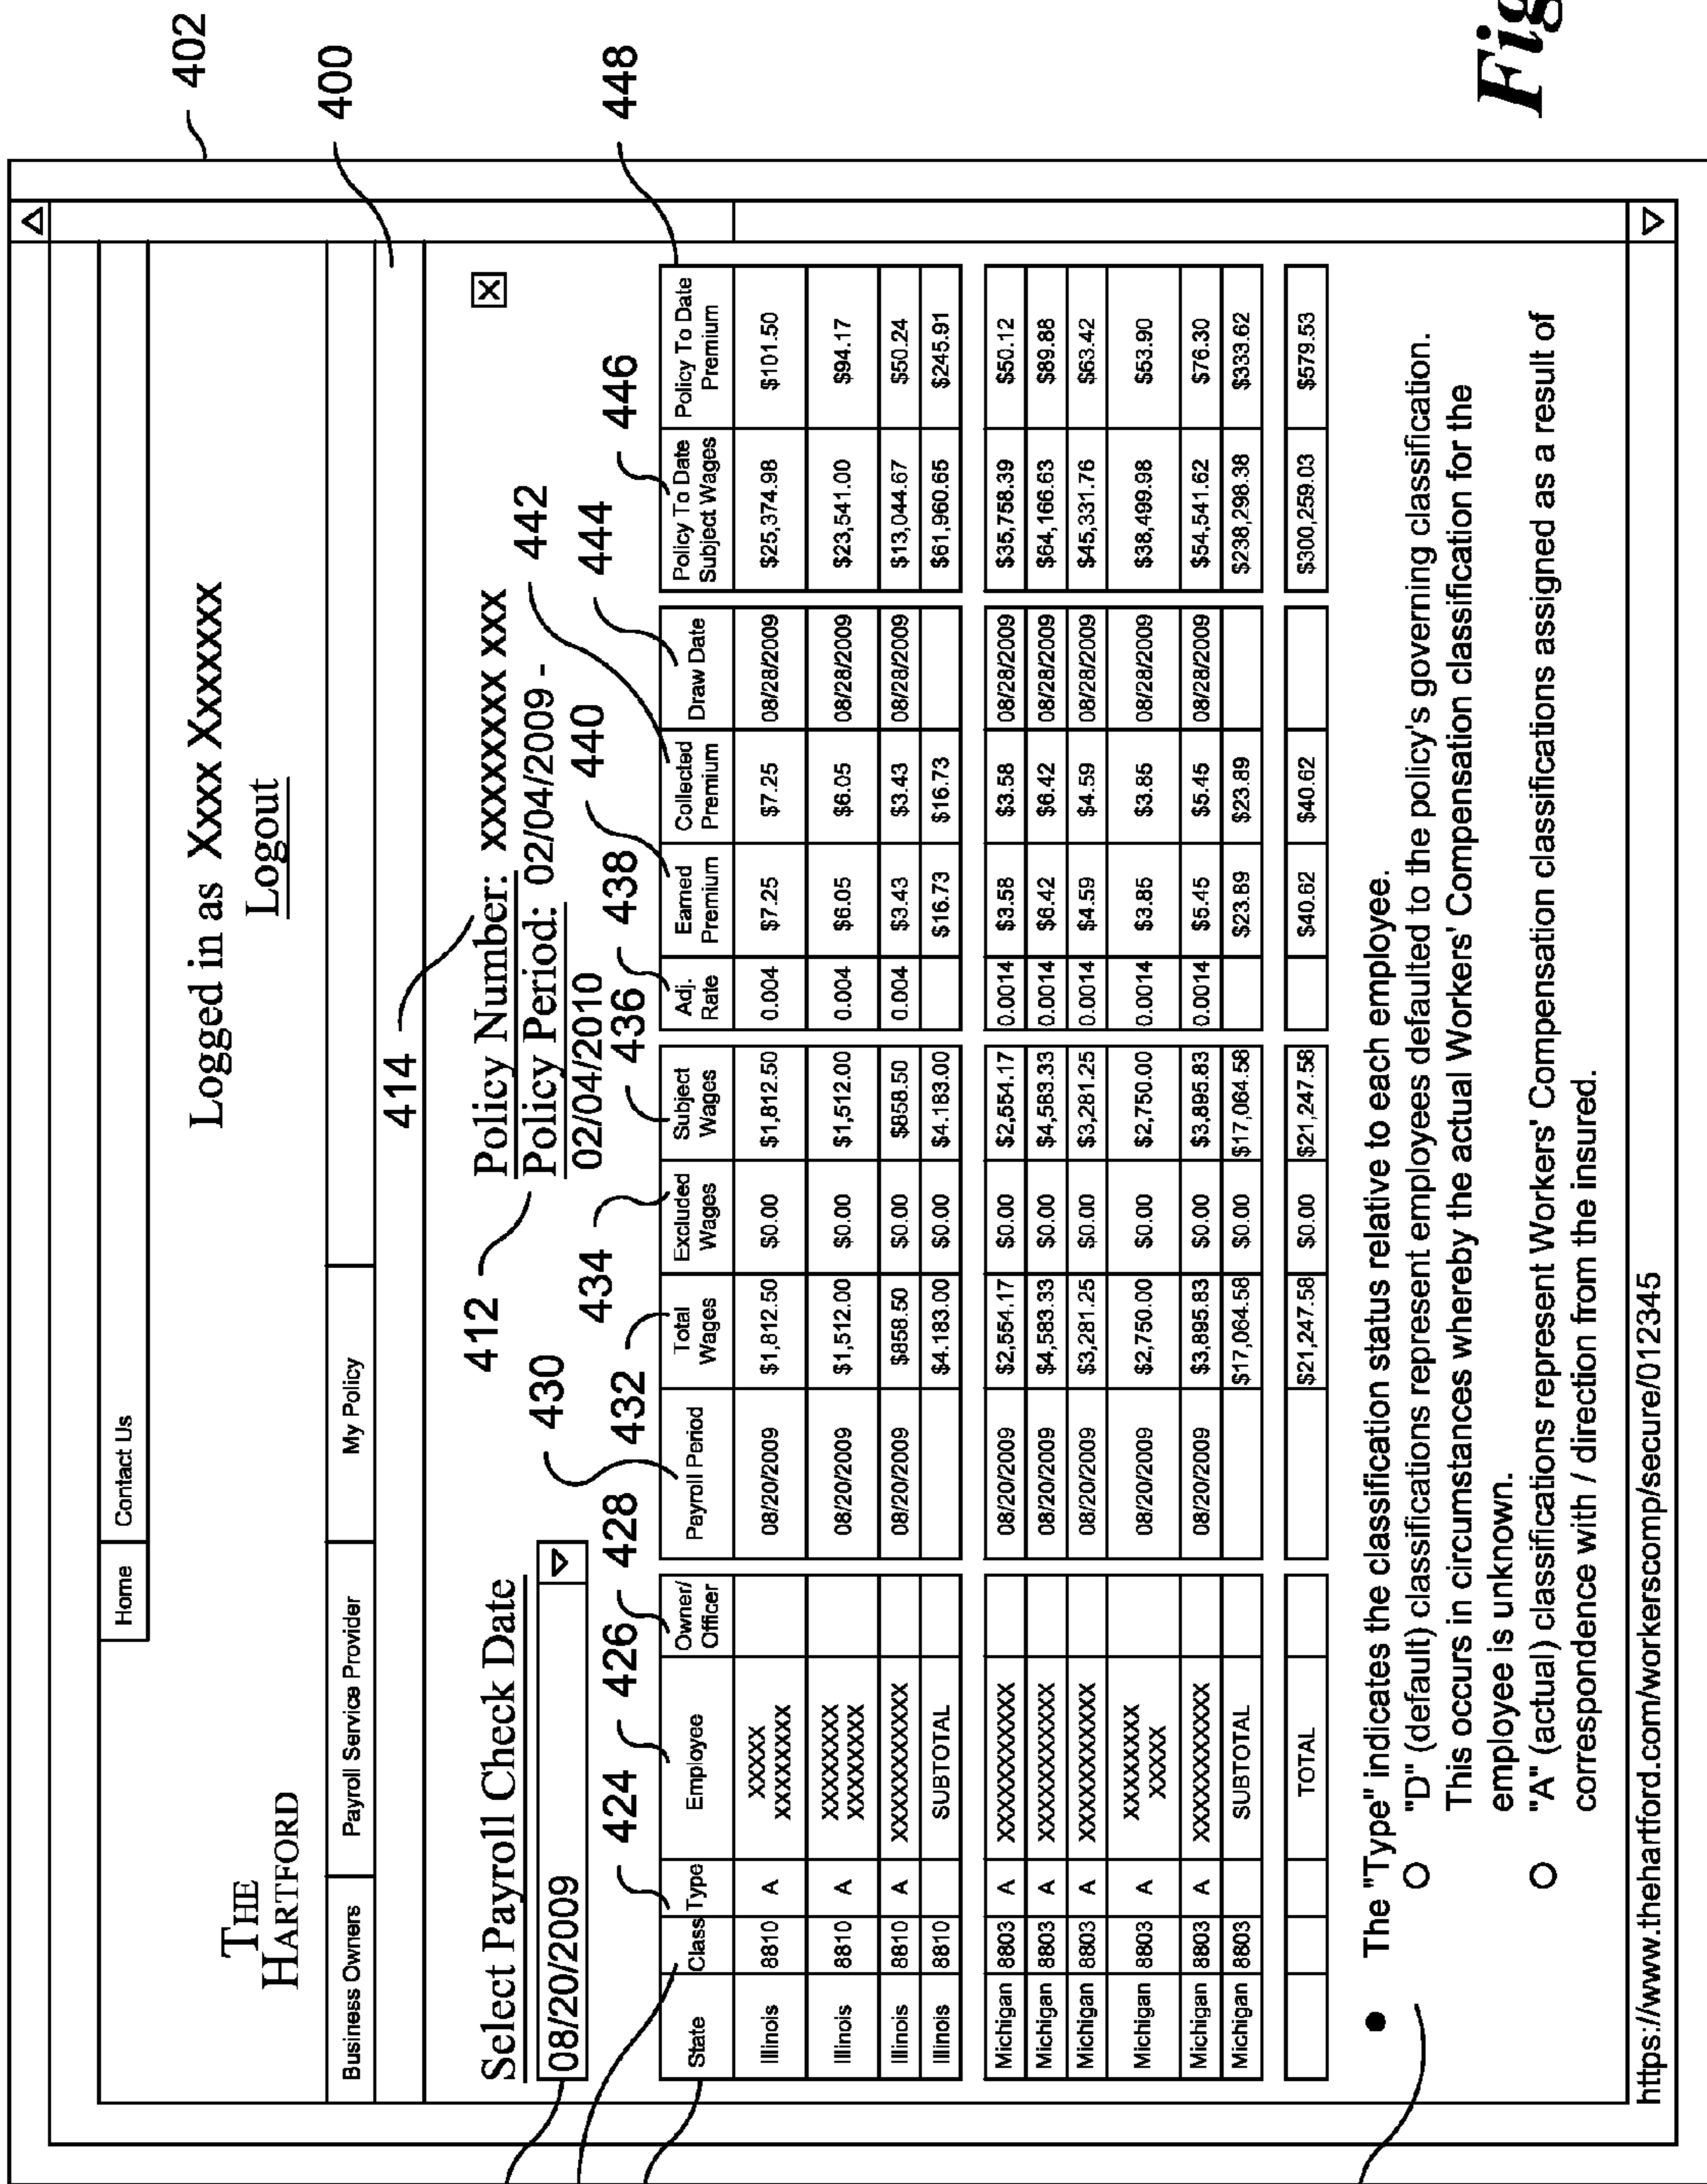 402
Home Contact Us
THE
HARTFORD
Logged in as Xxxx Xxxxxxx
Logout
Business Owners Payroll Service Provider My Policy
400
414
Select Payroll Check Date
08/20/2009
412
Policy Number: xxxxxxxx xxx
Policy Period: 02/04/2009 -
02/04/2010
424 426 428 430 432 434 436 438 440 442 444 446 448
State Class Type Employee Owner/ Officer Payroll Period Total Wages Excluded Wages Subject Wages Adj. Rate Earned Premium Collected Premium Draw Date Policy To Date Subject Wages Policy To Date Premium
Illinois 8810 A XXXXX XXXXXXXX 08/20/2009 $1,812.50 $0.00 $1,812.50 0.004 $7.25 $7.25 08/28/2009 $25,374.98 $101.50
Illinois 8810 A XXXXXXXX XXXXXXXX 08/20/2009 $1,512.00 $0.00 $1,512.00 0.004 $6.05 $6.05 08/28/2009 $23,541.00 $94.17
Illinois 8810 A XXXXXXXXXXXX 08/20/2009 $858.50 $0.00 $858.50 0.004 $3.43 $3.43 08/28/2009 $13,044.67 $50.24
Illinois 8810 SUBTOTAL $4.183.00 $0.00 $4.183.00 $16.73 $16.73 $61,960.65 $245.91
Michigan 8803 A XXXXXXXXXXXX 08/20/2009 $2,554.17 $0.00 $2,554.17 0.0014 $3.58 $3.58 08/28/2009 $35,758.39 $50.12
Michigan 8803 A XXXXXXXXXXXX 08/20/2009 $4,583.33 $0.00 $4,583.33 0.0014 $6.42 $6.42 08/28/2009 $64,166.63 $89.88
Michigan 8803 A XXXXXXXXXXXX 08/20/2009 $3,281.25 $0.00 $3,281.25 0.0014 $4.59 $4.59 08/28/2009 $45,331.76 $63.42
Michigan 8803 A XXXXXXXX XXXXX 08/20/2009 $2,750.00 $0.00 $2,750.00 0.0014 $3.85 $3.85 08/28/2009 $38,499.98 $53.90
Michigan 8803 A XXXXXXXXXXXX 08/20/2009 $3,895.83 $0.00 $3,895.83 0.0014 $5.45 $5.45 08/28/2009 $54,541.62 $76.30
Michigan 8803 SUBTOTAL $17,064.58 $0.00 $17,064.58 $23.89 $23.89 $238,298.38 $333.62
TOTAL $21,247.58 $0.00 $21,247.58 $40.62 $40.62 $300,259.03 $579.53
● The "Type" indicates the classification status relative to each employee.
O "D" (default) classifications represent employees defaulted to the policy's governing classification.
This occurs in circumstances whereby the actual Workers' Compensation classification for the
employee is unknown.
O "A" (actual) classifications represent Workers' Compensation classifications assigned as a result of
correspondence with / direction from the insured.
https://www.thehartford.com/workerscomp/secure/012345
Fig